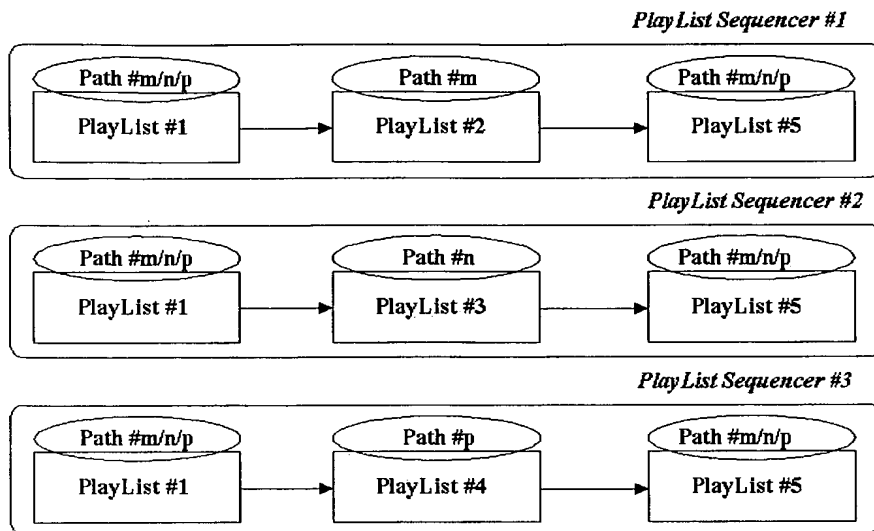 PlayList Sequencer #1
Path #m/n/p Path #m Path #m/n/p
PlayList #1 PlayList #2 PlayList #5
PlayList Sequencer #2
Path #m/n/p Path #n Path #m/n/p
PlayList #1 PlayList #3 PlayList #5
PlayList Sequencer #3
Path #m/n/p Path #p Path #m/n/p
PlayList #1 PlayList #4 PlayList #5